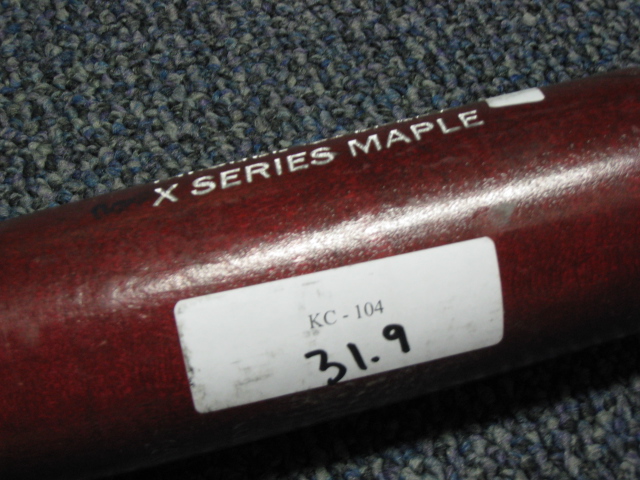 X SERIES MAPLE
KC - 104
31.9